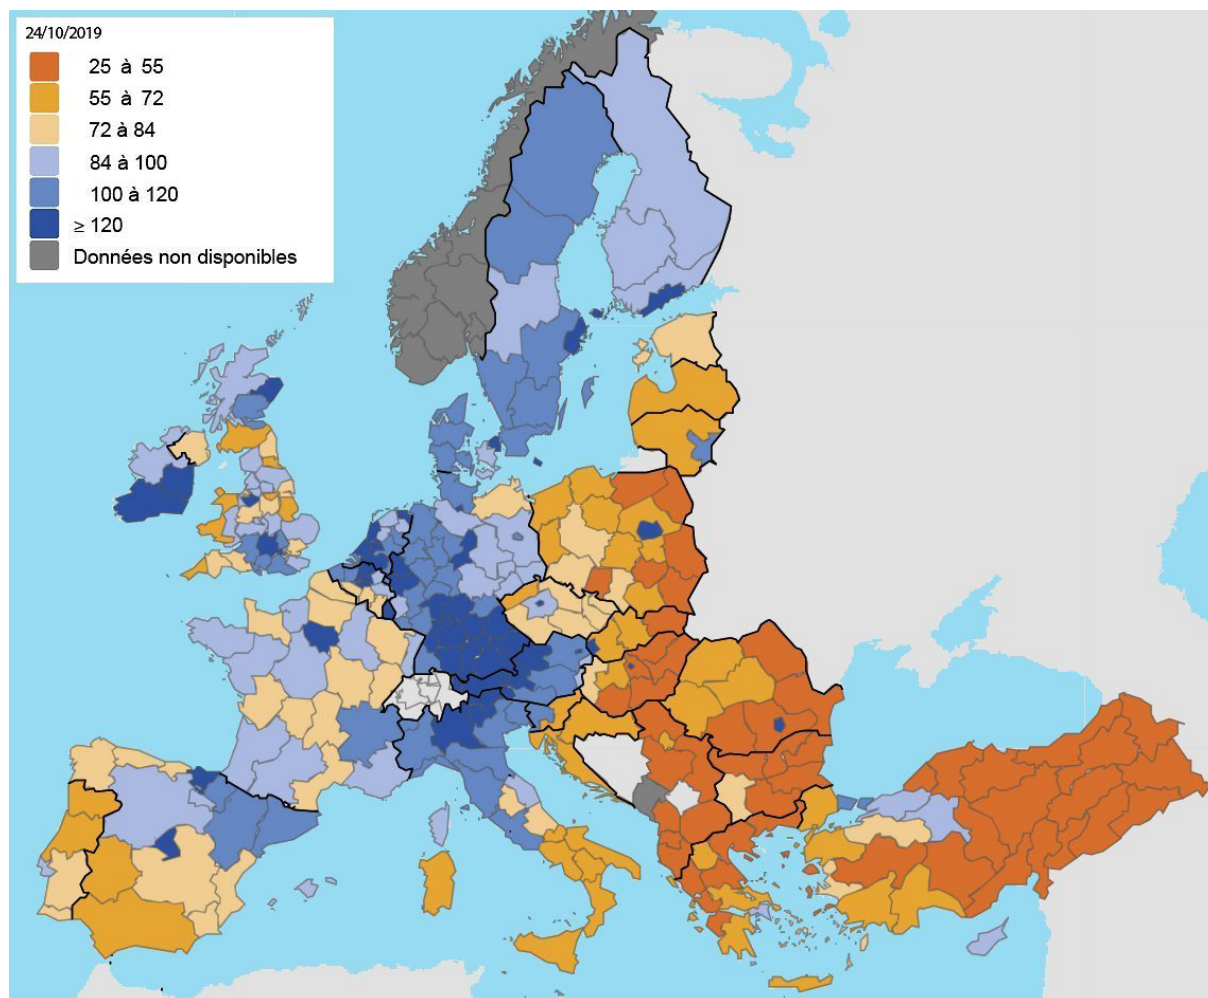 24/10/2019
25 à 55
55 à 72
72 à 84
84 à 100
100 à 120
≥ 120
Données non disponibles